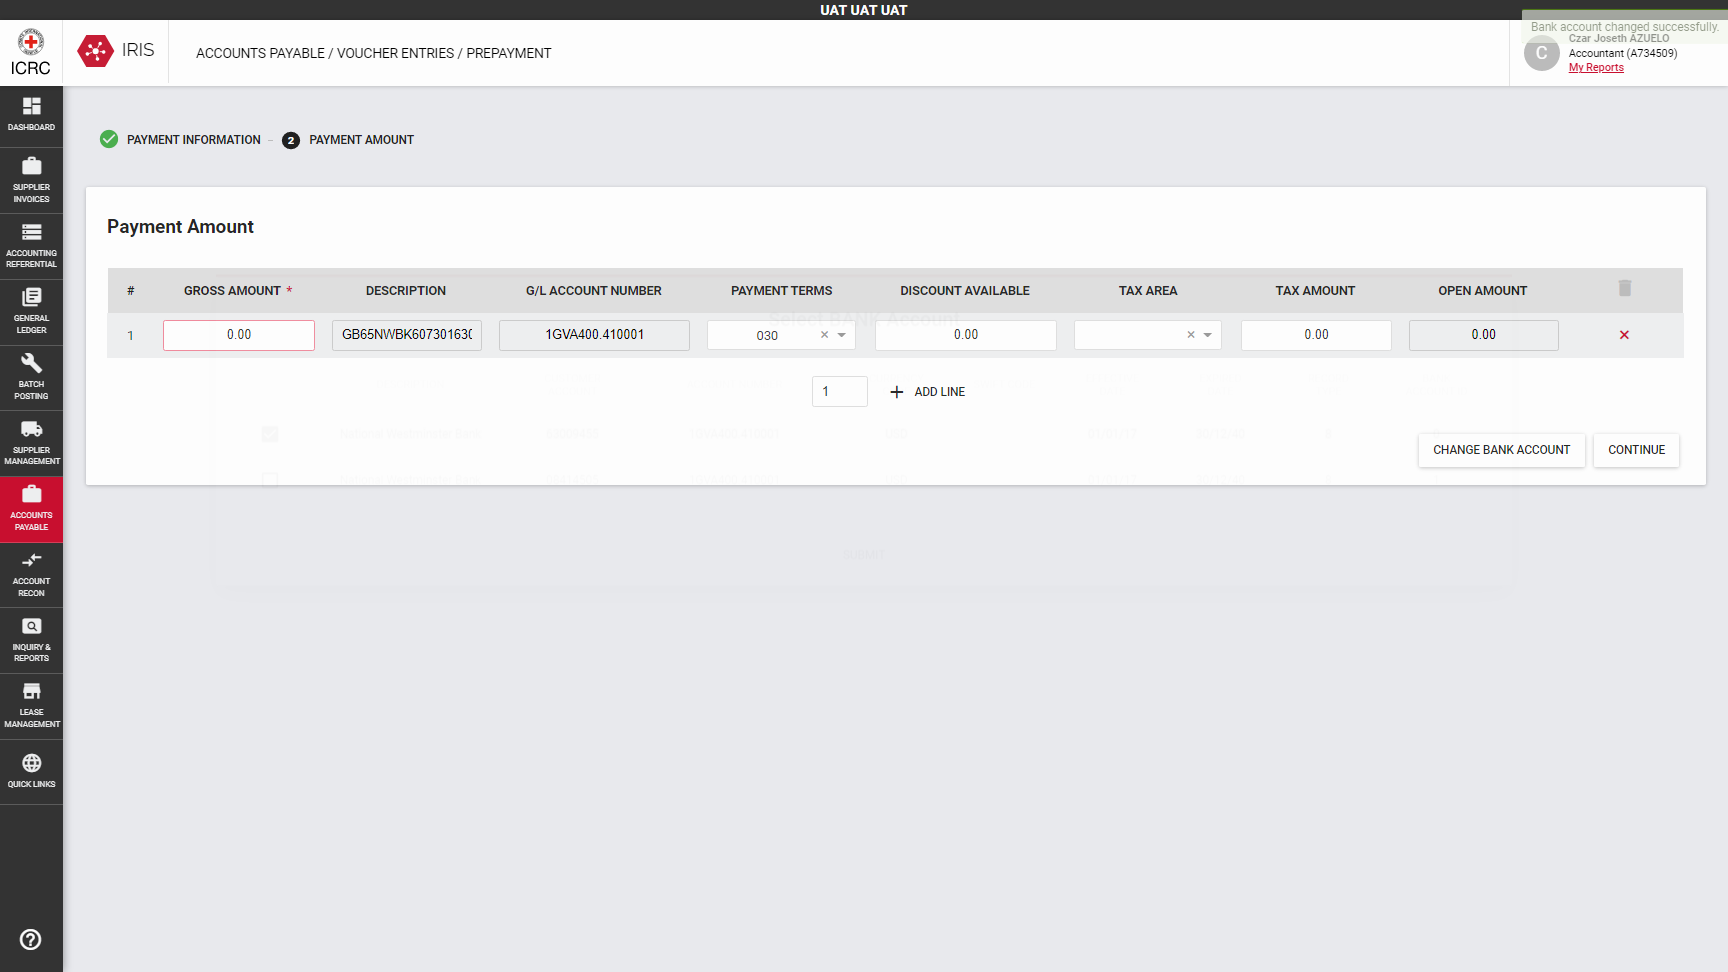 UAT UAT UAT
Bank account changed successfully.
ICRC
IRIS
ACCOUNTS PAYABLE / VOUCHER ENTRIES / PREPAYMENT
C
Czar Joseth AZUELO
Accountant (A734509)
My Reports
DASHBOARD
SUPPLIER
INVOICES
ACCOUNTING
REFERENTIAL
GENERAL
LEDGER
BATCH
POSTING
SUPPLIER
MANAGEMENT
ACCOUNTS
PAYABLE
ACCOUNT
RECON
INQUIRY &
REPORTS
LEASE
MANAGEMENT
QUICK LINKS
PAYMENT INFORMATION – 2 PAYMENT AMOUNT
Payment Amount
# GROSS AMOUNT * DESCRIPTION G/L ACCOUNT NUMBER PAYMENT TERMS DISCOUNT AVAILABLE TAX AREA TAX AMOUNT OPEN AMOUNT
Select BANK Account
1 0.00 GB65NWBK60730163( 1GVA400.410001 030 × 0.00 × 0.00 0.00 ×
1 + ADD LINE
CHANGE BANK ACCOUNT CONTINUE
SUBMIT